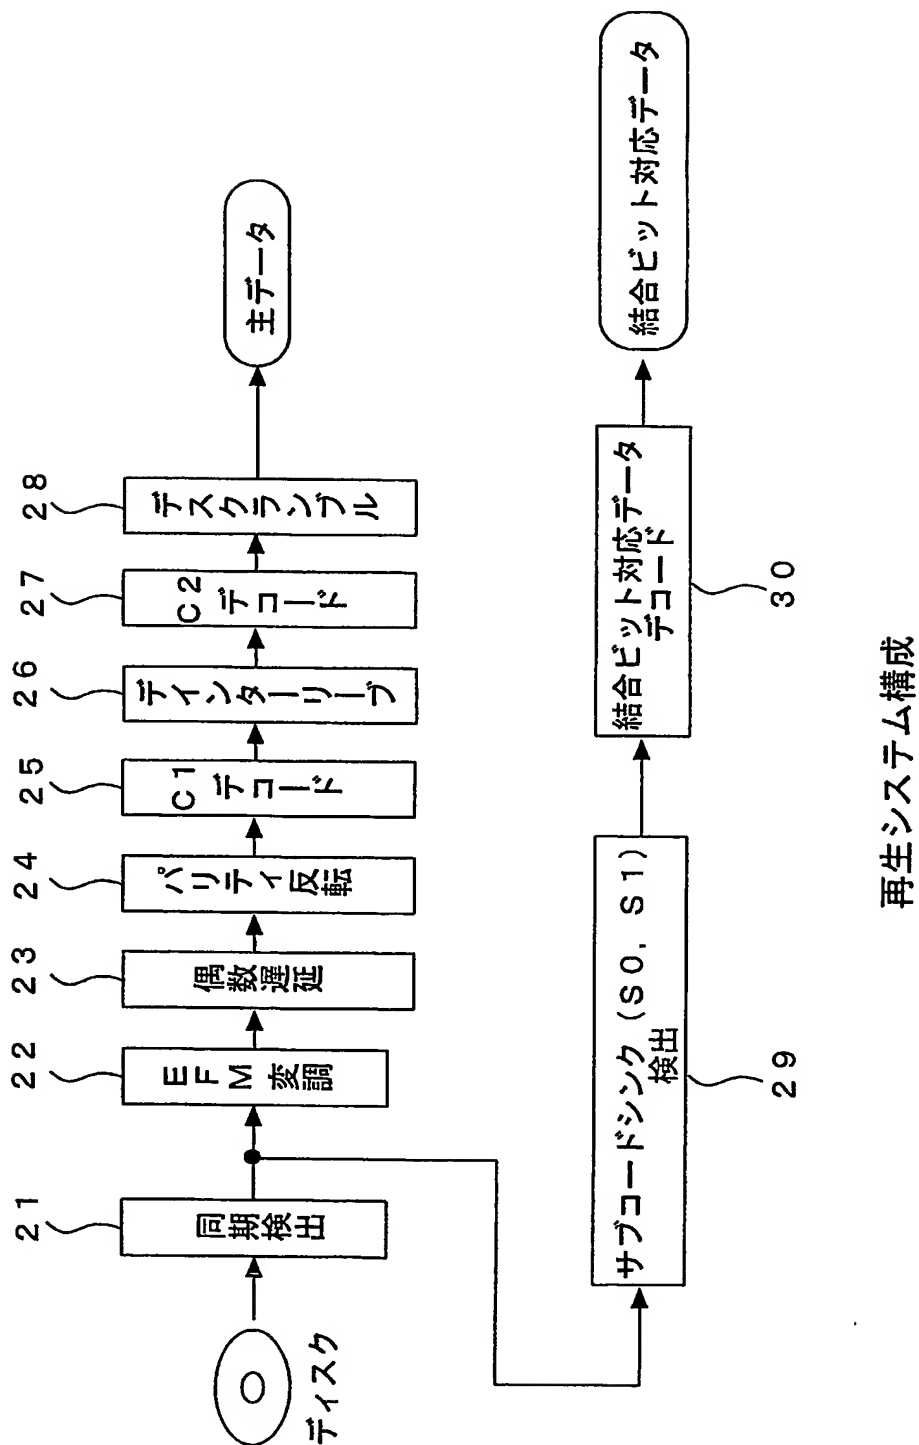 ディスク
21
同期検出
22
EFM変調
23
偶数遅延
24
パリティ反転
25
C1
デコード
26
デインターリーブ
27
C2
デコード
28
デスクランブル
主データ
サブコードシンク(S0, S1)
検出
29
結合ビット対応データ
デコード
30
結合ビット対応データ
再生システム構成